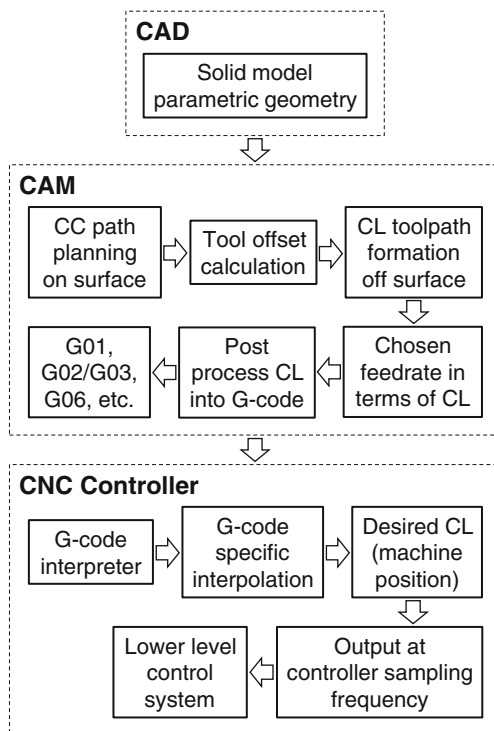 CAD
Solid model
parametric geometry
CAM
CC path
planning
on surface
Tool offset
calculation
CL toolpath
formation
off surface
Chosen
feedrate in
terms of CL
Post
process CL
into G-code
G01,
G02/G03,
G06, etc.
CNC Controller
G-code
interpreter
G-code
specific
interpolation
Desired CL
(machine
position)
Output at
controller sampling
frequency
Lower level
control
system